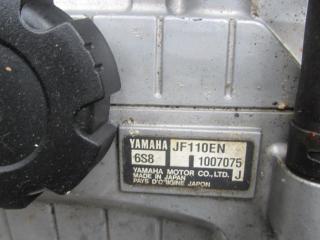 YAMAHA JF110EN
6S8 1007075
YAMAHA MOTOR CO., LTD. J
MADE IN JAPAN
PAYS D'ORIGINE JAPON